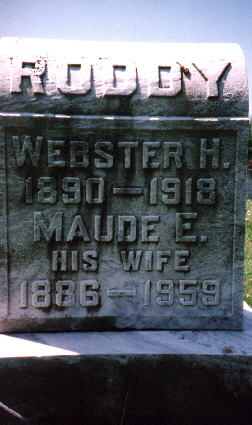 RODDY
WEBSTER H.
1890—1918
MAUDE E.
HIS WIFE
1886—1959